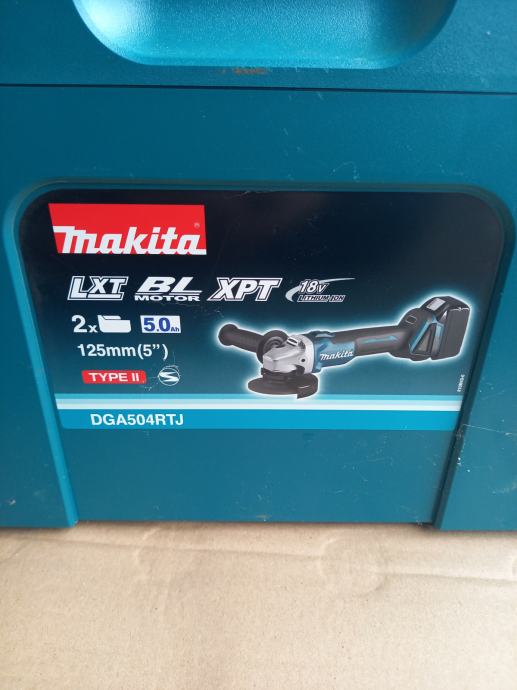 makita
LXT BL MOTOR XPT 18V LITHIUM ION
2x 5.0Ah
125mm(5")
TYPE II
makita
DGA504RTJ